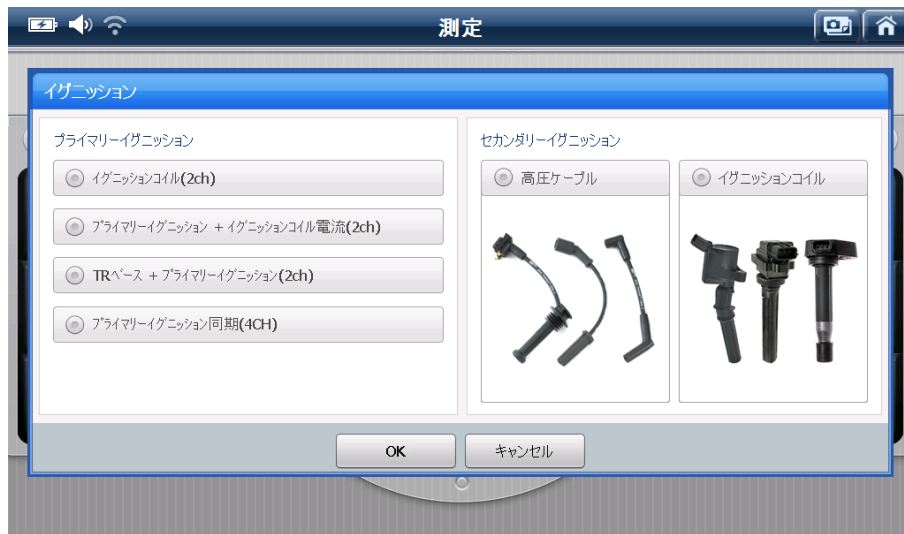 測定
イグニッション
プライマリーイグニッション
イグニッションコイル(2ch)
プライマリーイグニッション + イグニッションコイル電流(2ch)
TRベース + プライマリーイグニッション(2ch)
プライマリーイグニッション同期(4CH)
セカンダリーイグニッション
高圧ケーブル
イグニッションコイル
OK
キャンセル